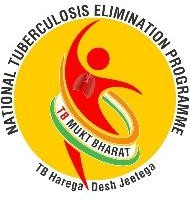 NATIONAL TUBERCULOSIS ELIMINATION PROGRAMME
TB MUKT BHARAT
TB Harega Desh Jeetega